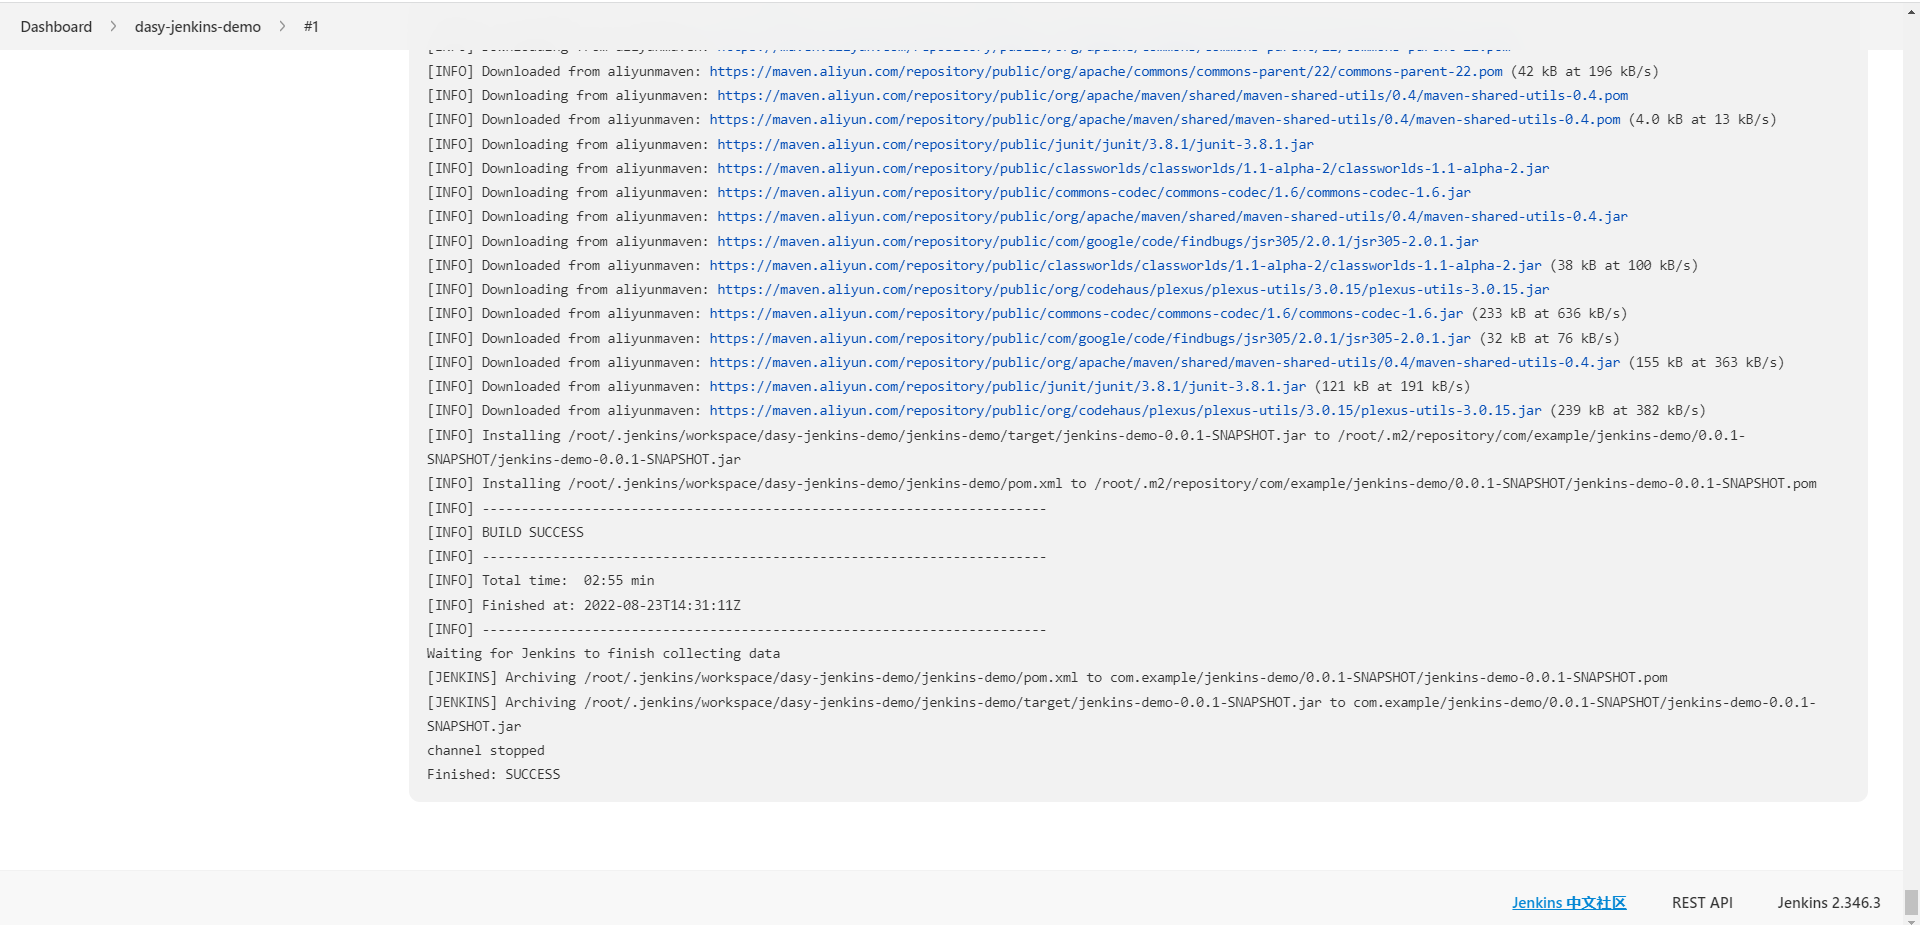 Dashboard > dasy-jenkins-demo > #1
[INFO] Downloading from aliyunmaven: https://maven.aliyun.com/repository/public/org/apache/commons/commons-parent/22/commons-parent-22.pom
[INFO] Downloaded from aliyunmaven: https://maven.aliyun.com/repository/public/org/apache/commons/commons-parent/22/commons-parent-22.pom (42 kB at 196 kB/s)
[INFO] Downloading from aliyunmaven: https://maven.aliyun.com/repository/public/org/apache/maven/shared/maven-shared-utils/0.4/maven-shared-utils-0.4.pom
[INFO] Downloaded from aliyunmaven: https://maven.aliyun.com/repository/public/org/apache/maven/shared/maven-shared-utils/0.4/maven-shared-utils-0.4.pom (4.0 kB at 13 kB/s)
[INFO] Downloading from aliyunmaven: https://maven.aliyun.com/repository/public/junit/junit/3.8.1/junit-3.8.1.jar
[INFO] Downloading from aliyunmaven: https://maven.aliyun.com/repository/public/classworlds/classworlds/1.1-alpha-2/classworlds-1.1-alpha-2.jar
[INFO] Downloading from aliyunmaven: https://maven.aliyun.com/repository/public/commons-codec/commons-codec/1.6/commons-codec-1.6.jar
[INFO] Downloading from aliyunmaven: https://maven.aliyun.com/repository/public/org/apache/maven/shared/maven-shared-utils/0.4/maven-shared-utils-0.4.jar
[INFO] Downloading from aliyunmaven: https://maven.aliyun.com/repository/public/com/google/code/findbugs/jsr305/2.0.1/jsr305-2.0.1.jar
[INFO] Downloaded from aliyunmaven: https://maven.aliyun.com/repository/public/classworlds/classworlds/1.1-alpha-2/classworlds-1.1-alpha-2.jar (38 kB at 100 kB/s)
[INFO] Downloading from aliyunmaven: https://maven.aliyun.com/repository/public/org/codehaus/plexus/plexus-utils/3.0.15/plexus-utils-3.0.15.jar
[INFO] Downloaded from aliyunmaven: https://maven.aliyun.com/repository/public/commons-codec/commons-codec/1.6/commons-codec-1.6.jar (233 kB at 636 kB/s)
[INFO] Downloaded from aliyunmaven: https://maven.aliyun.com/repository/public/com/google/code/findbugs/jsr305/2.0.1/jsr305-2.0.1.jar (32 kB at 76 kB/s)
[INFO] Downloaded from aliyunmaven: https://maven.aliyun.com/repository/public/org/apache/maven/shared/maven-shared-utils/0.4/maven-shared-utils-0.4.jar (155 kB at 363 kB/s)
[INFO] Downloaded from aliyunmaven: https://maven.aliyun.com/repository/public/junit/junit/3.8.1/junit-3.8.1.jar (121 kB at 191 kB/s)
[INFO] Downloaded from aliyunmaven: https://maven.aliyun.com/repository/public/org/codehaus/plexus/plexus-utils/3.0.15/plexus-utils-3.0.15.jar (239 kB at 382 kB/s)
[INFO] Installing /root/.jenkins/workspace/dasy-jenkins-demo/jenkins-demo/target/jenkins-demo-0.0.1-SNAPSHOT.jar to /root/.m2/repository/com/example/jenkins-demo/0.0.1-
SNAPSHOT/jenkins-demo-0.0.1-SNAPSHOT.jar
[INFO] Installing /root/.jenkins/workspace/dasy-jenkins-demo/jenkins-demo/pom.xml to /root/.m2/repository/com/example/jenkins-demo/0.0.1-SNAPSHOT/jenkins-demo-0.0.1-SNAPSHOT.pom
[INFO] ------------------------------------------------------------------------
[INFO] BUILD SUCCESS
[INFO] ------------------------------------------------------------------------
[INFO] Total time:  02:55 min
[INFO] Finished at: 2022-08-23T14:31:11Z
[INFO] ------------------------------------------------------------------------
Waiting for Jenkins to finish collecting data
[JENKINS] Archiving /root/.jenkins/workspace/dasy-jenkins-demo/jenkins-demo/pom.xml to com.example/jenkins-demo/0.0.1-SNAPSHOT/jenkins-demo-0.0.1-SNAPSHOT.pom
[JENKINS] Archiving /root/.jenkins/workspace/dasy-jenkins-demo/jenkins-demo/target/jenkins-demo-0.0.1-SNAPSHOT.jar to com.example/jenkins-demo/0.0.1-SNAPSHOT/jenkins-demo-0.0.1-
SNAPSHOT.jar
channel stopped
Finished: SUCCESS
Jenkins 中文社区 REST API Jenkins 2.346.3